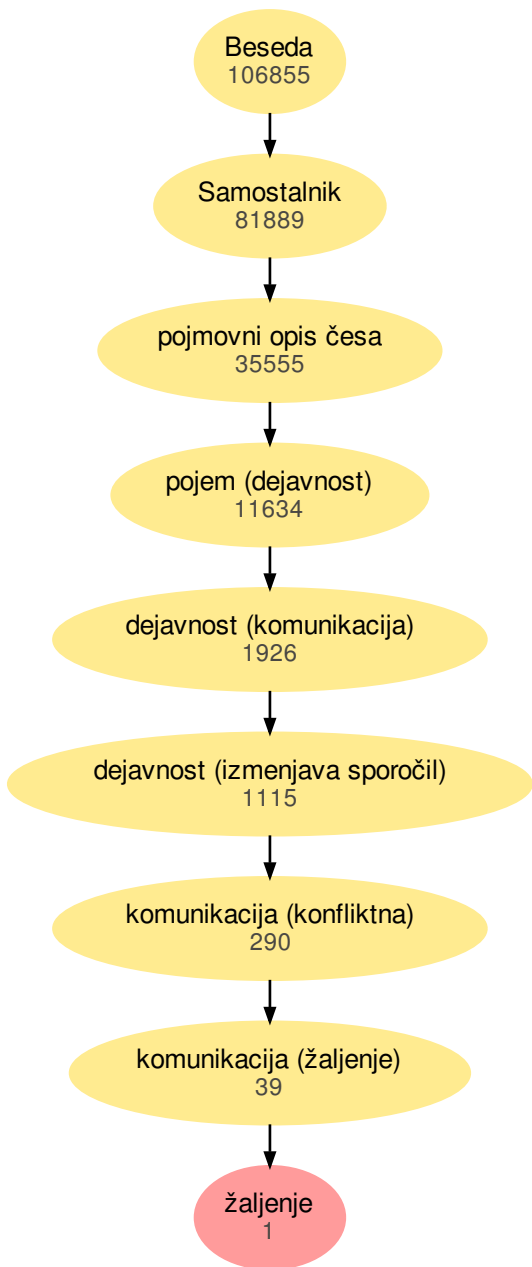 Beseda
106855
Samostalnik
81889
pojmovni opis česa
35555
pojem (dejavnost)
11634
dejavnost (komunikacija)
1926
dejavnost (izmenjava sporočil)
1115
komunikacija (konfliktna)
290
komunikacija (žaljenje)
39
žaljenje
1